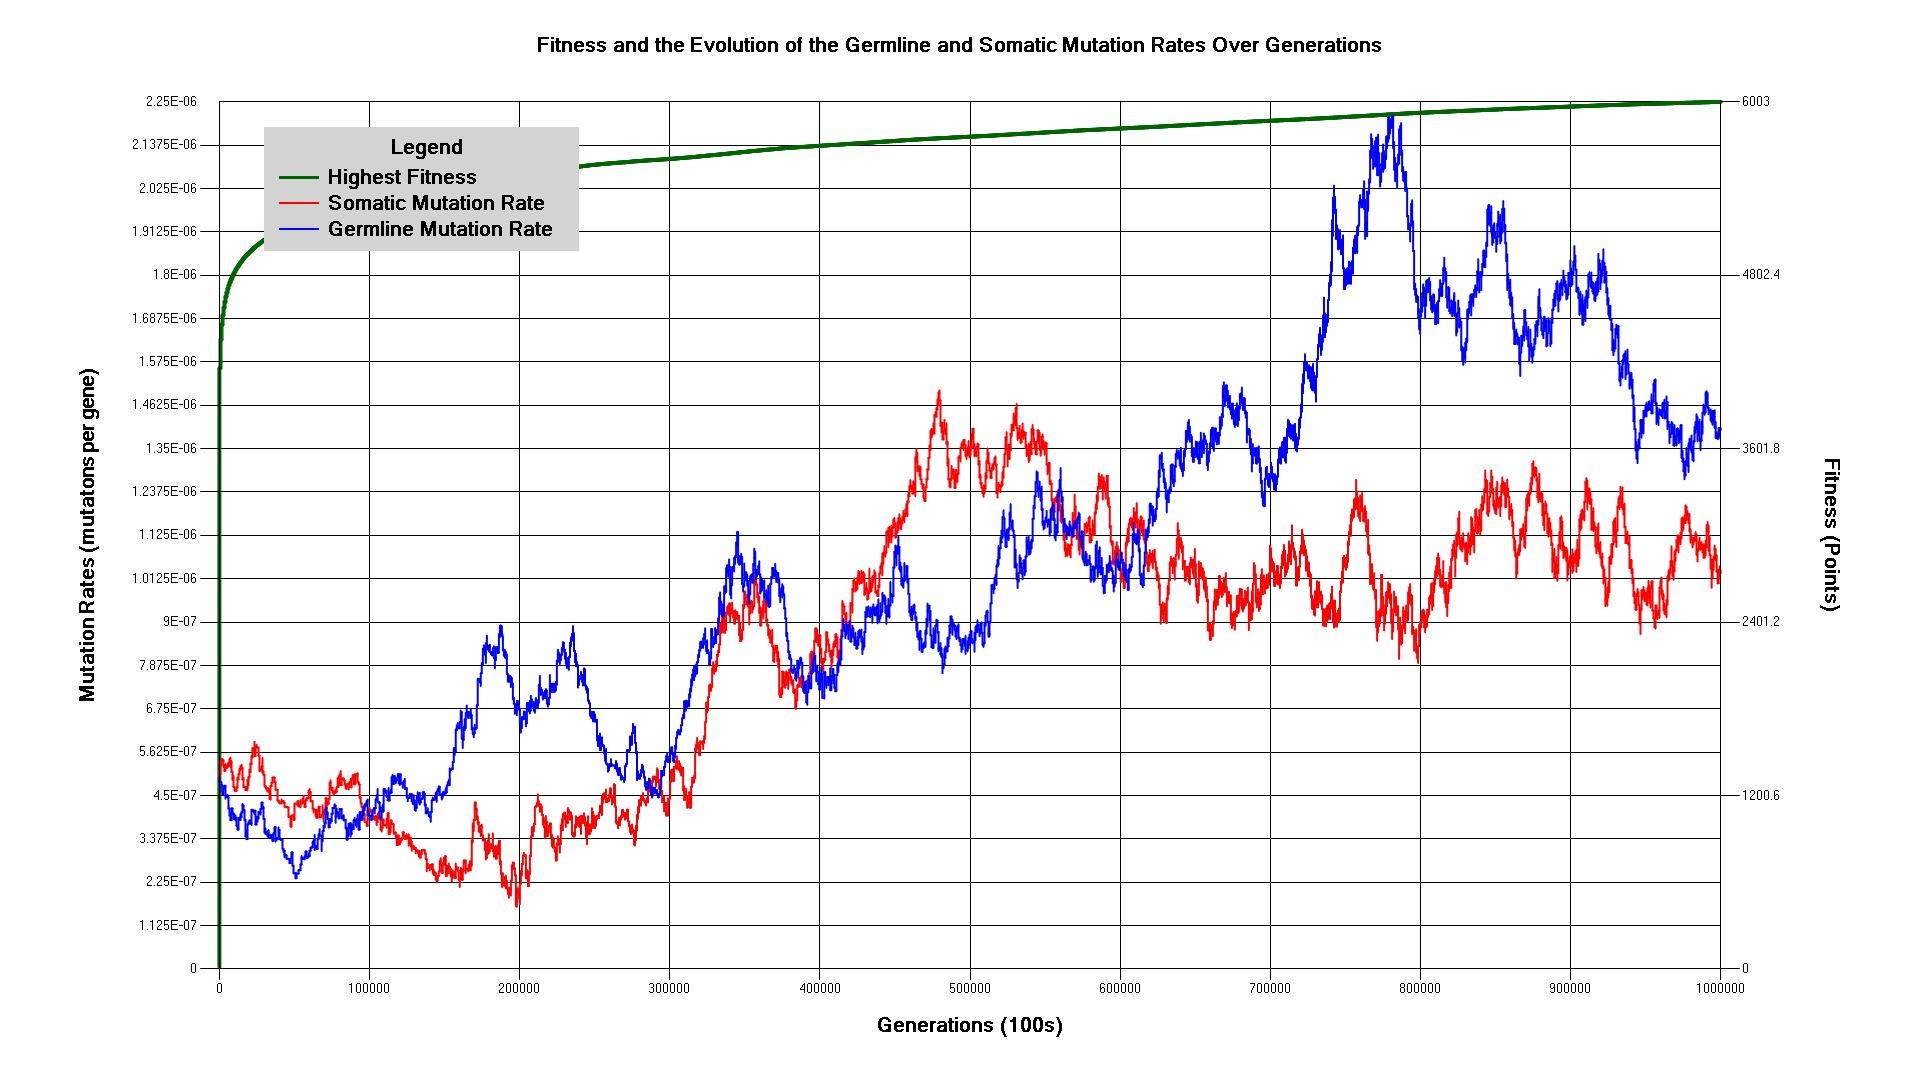 Fitness and the Evolution of the Germline and Somatic Mutation Rates Over Generations
Legend
Highest Fitness
Somatic Mutation Rate
Germline Mutation Rate
Mutation Rates (mutatons per gene)
2.25E-06
2.1375E-06
2.025E-06
1.9125E-06
1.8E-06
1.6875E-06
1.575E-06
1.4625E-06
1.35E-06
1.2375E-06
1.125E-06
1.0125E-06
9E-07
7.875E-07
6.75E-07
5.625E-07
4.5E-07
3.375E-07
2.25E-07
1.125E-07
0
6003
4802.4
3601.8
2401.2
1200.6
0
Fitness (Points)
0 100000 200000 300000 400000 500000 600000 700000 800000 900000 1000000
Generations (100s)